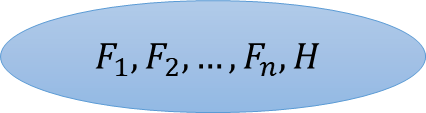 F₁, F₂, …, Fₙ, H